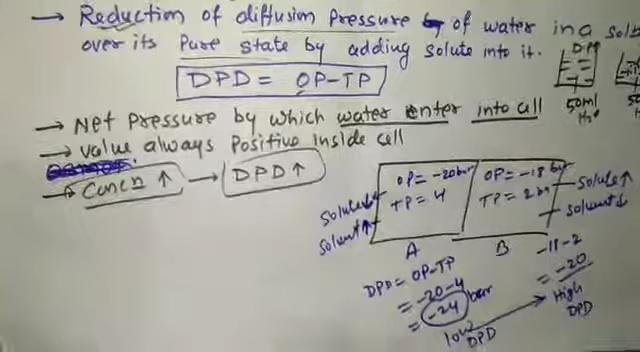 → Reduction of diffusion Pressure of of water in a Solu
over its Pure state by adding solute into it.
DPD = OP-TP
DPD
50ml
H₂O
→ Net pressure by which water enter into cell
→ value always Positive inside cell
→ Concn ↑ → DPD ↑
OP = -20 bar
TP = 4
OP = -18 bar
TP = 2 bar
solute↓
solvent↑
solute↑
solvent↓
A
B
DPD = OP-TP
= -20-4
= -24 bar
-18-2
= -20
low DPD
High DPD